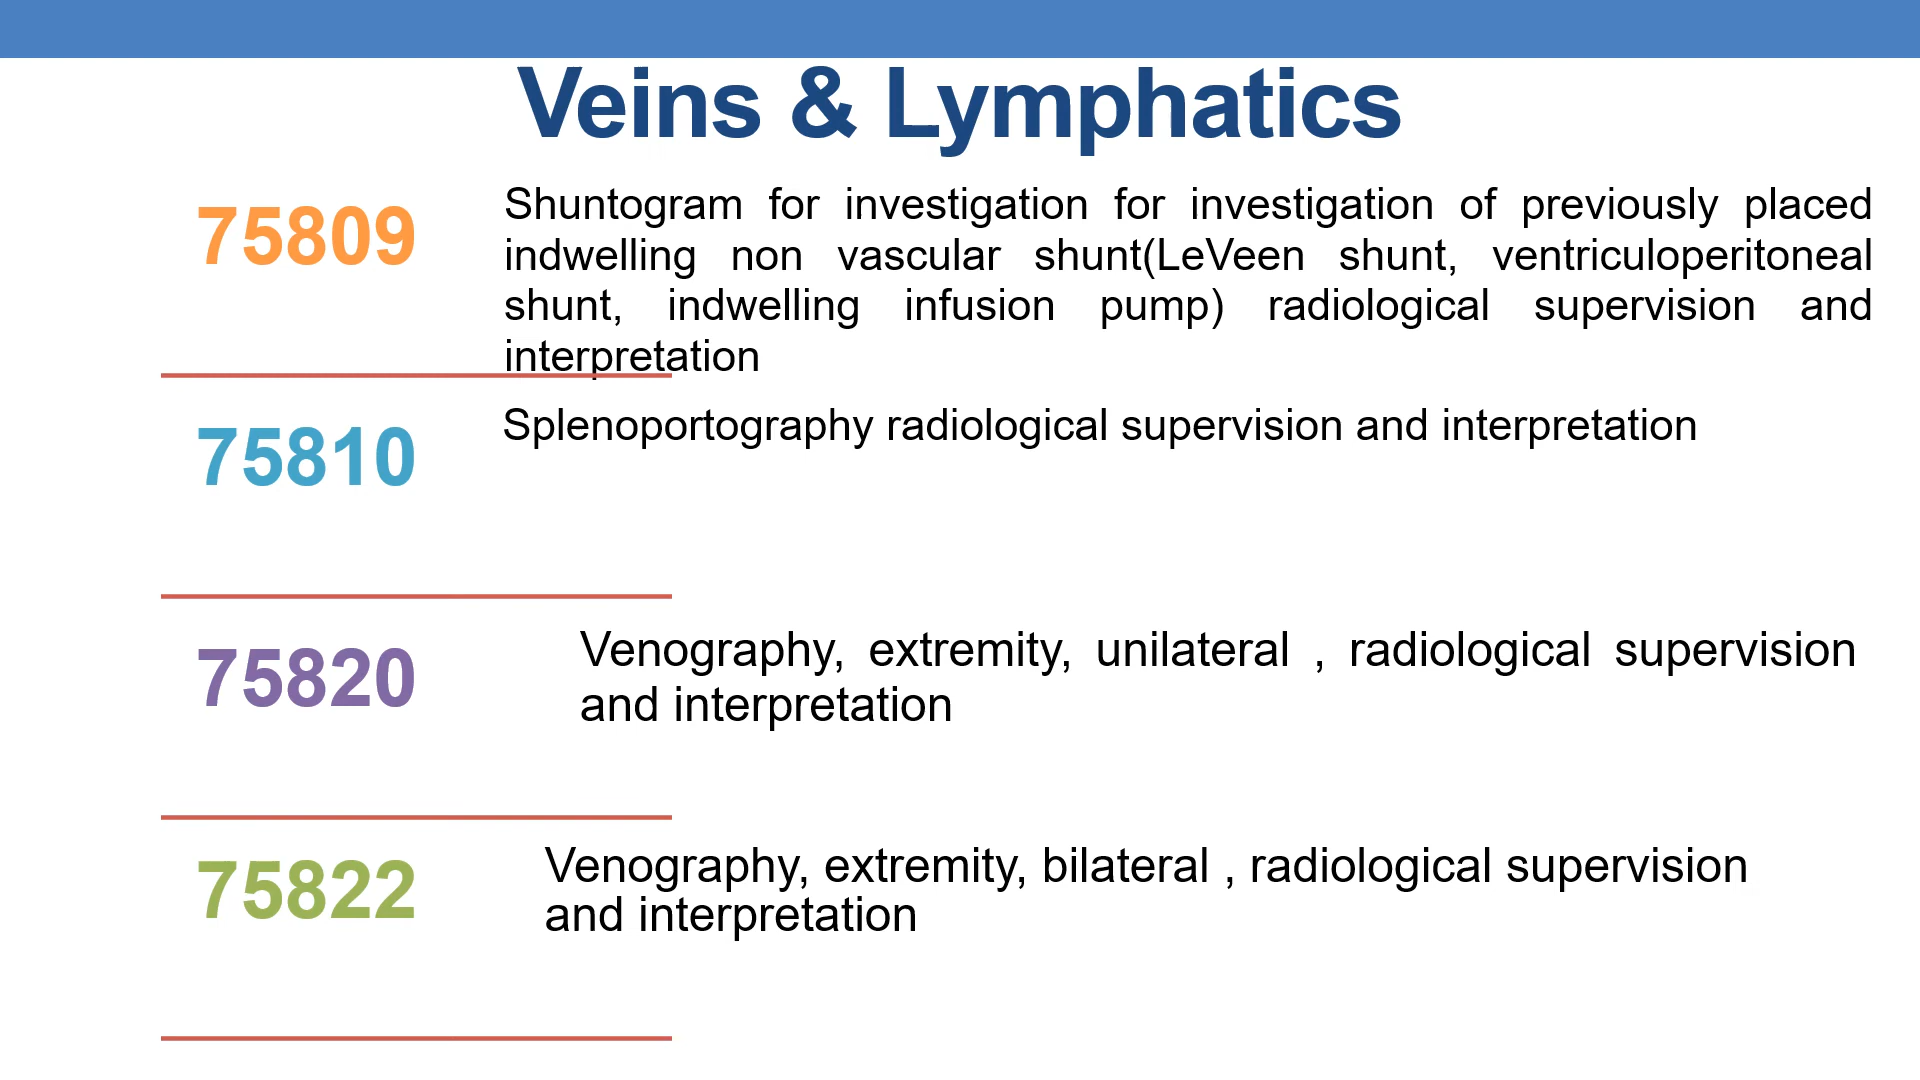 Veins & Lymphatics
75809
Shuntogram for investigation for investigation of previously placed
indwelling non vascular shunt(LeVeen shunt, ventriculoperitoneal
shunt, indwelling infusion pump) radiological supervision and
interpretation
75810
Splenoportography radiological supervision and interpretation
75820
Venography, extremity, unilateral , radiological supervision
and interpretation
75822
Venography, extremity, bilateral , radiological supervision
and interpretation